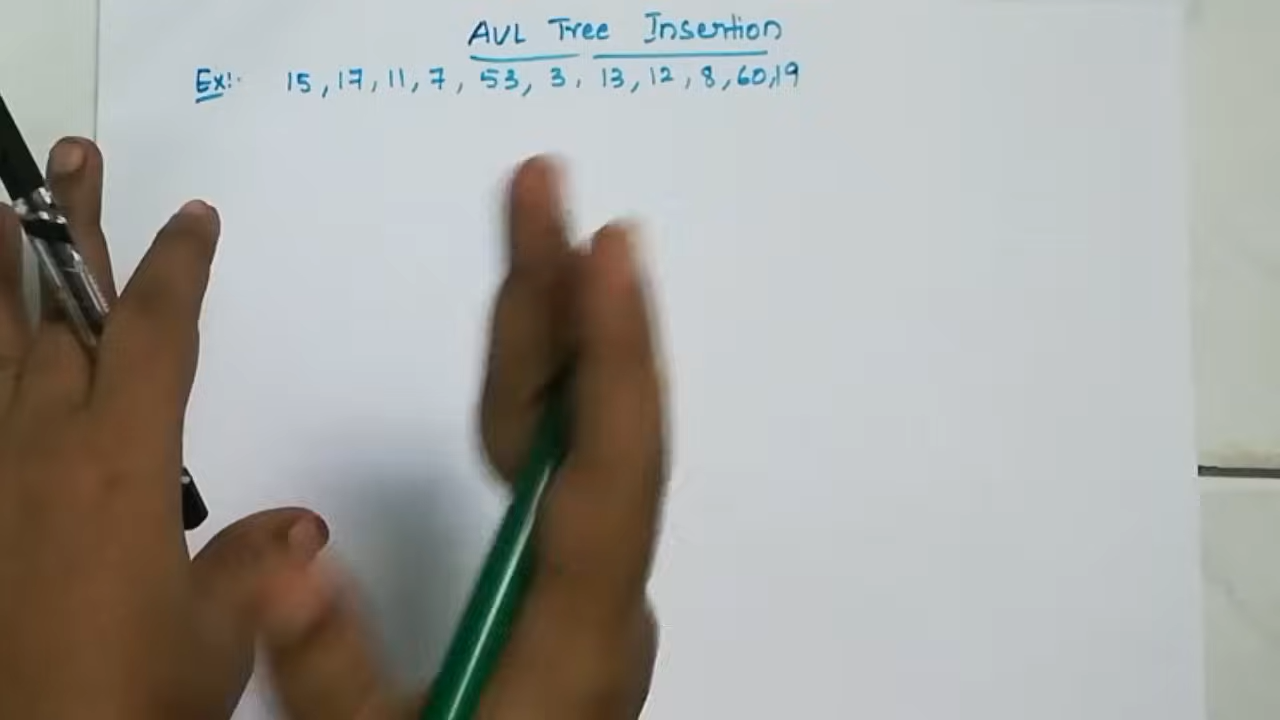 AVL Tree Insertion
Ex:- 15, 17, 11, 7, 53, 3, 13, 12, 8, 60, 19